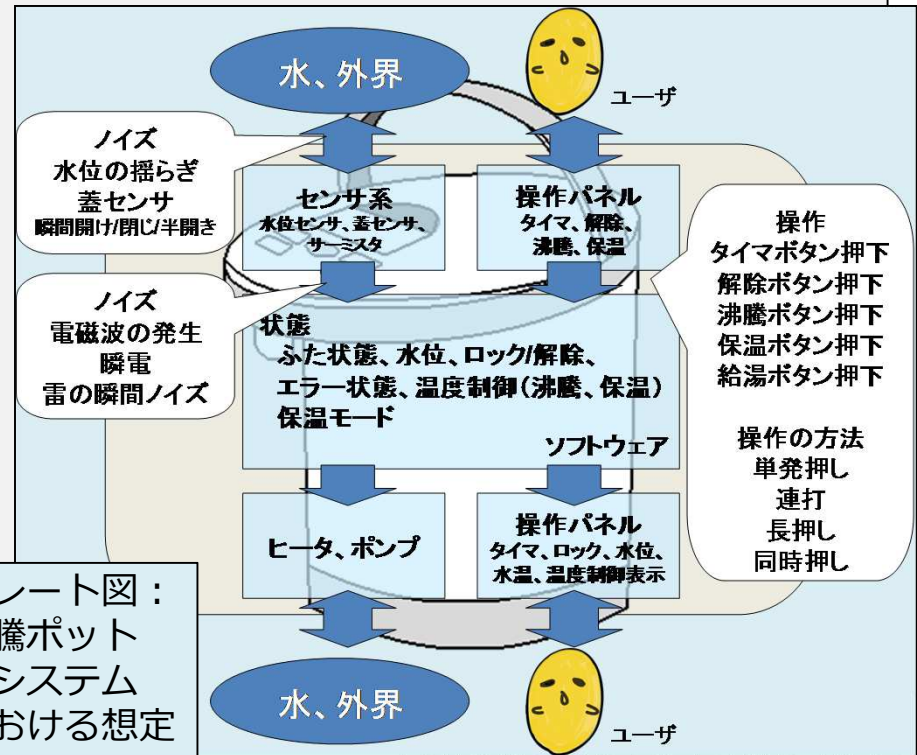 水、外界
ユーザ
ノイズ
水位の揺らぎ
蓋センサ
瞬間開け/閉じ/半開き
センサ系
水位センサ、蓋センサ、
サーミスタ
操作パネル
タイマ、解除、
沸騰、保温
ノイズ
電磁波の発生
瞬電
雷の瞬間ノイズ
操作
タイマボタン押下
解除ボタン押下
沸騰ボタン押下
保温ボタン押下
給湯ボタン押下
操作の方法
単発押し
連打
長押し
同時押し
状態
ふた状態、水位、ロック/解除、
エラー状態、温度制御(沸騰、保温)
保温モード
ソフトウェア
ヒータ、ポンプ
操作パネル
タイマ、ロック、水位、
水温、温度制御表示
レート図：
騰ポット
システム
おける想定
水、外界
ユーザ